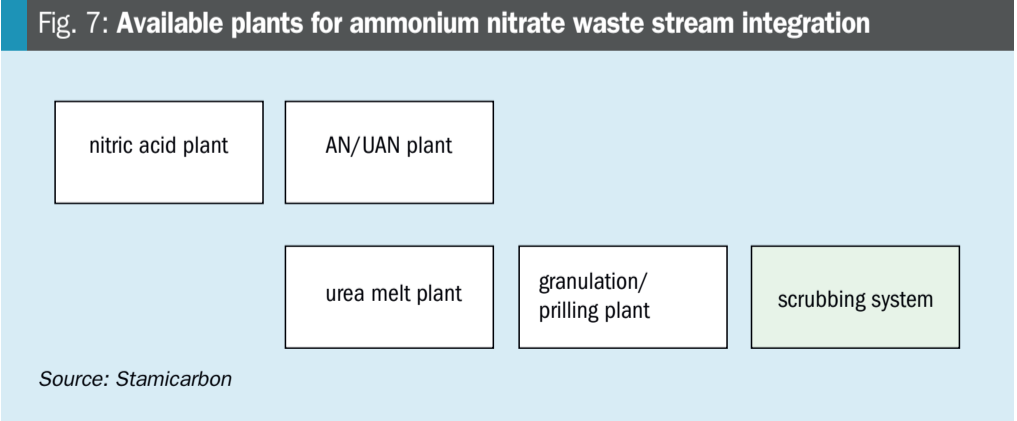 Fig. 7: Available plants for ammonium nitrate waste stream integration
nitric acid plant
AN/UAN plant
urea melt plant
granulation/
prilling plant
scrubbing system
Source: Stamicarbon